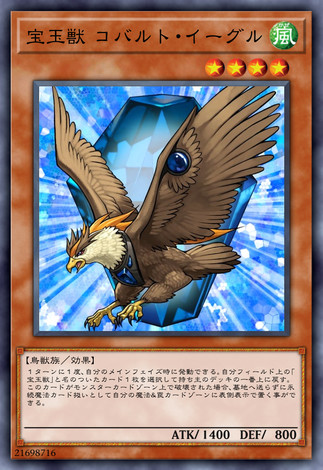 宝玉獣 コバルト・イーグル
風
【鳥獣族／効果】
１ターンに１度、自分のメインフェイズ時に発動できる。自分フィールド上の「
宝玉獣」と名のついたカード１枚を選択して持ち主のデッキの一番上に戻す。
このカードがモンスターカードゾーン上で破壊された場合、墓地へ送らずに永
続魔法カード扱いとして自分の魔法＆罠カードゾーンに表側表示で置く事がで
きる。
ATK/ 1400 DEF/ 800
21698716